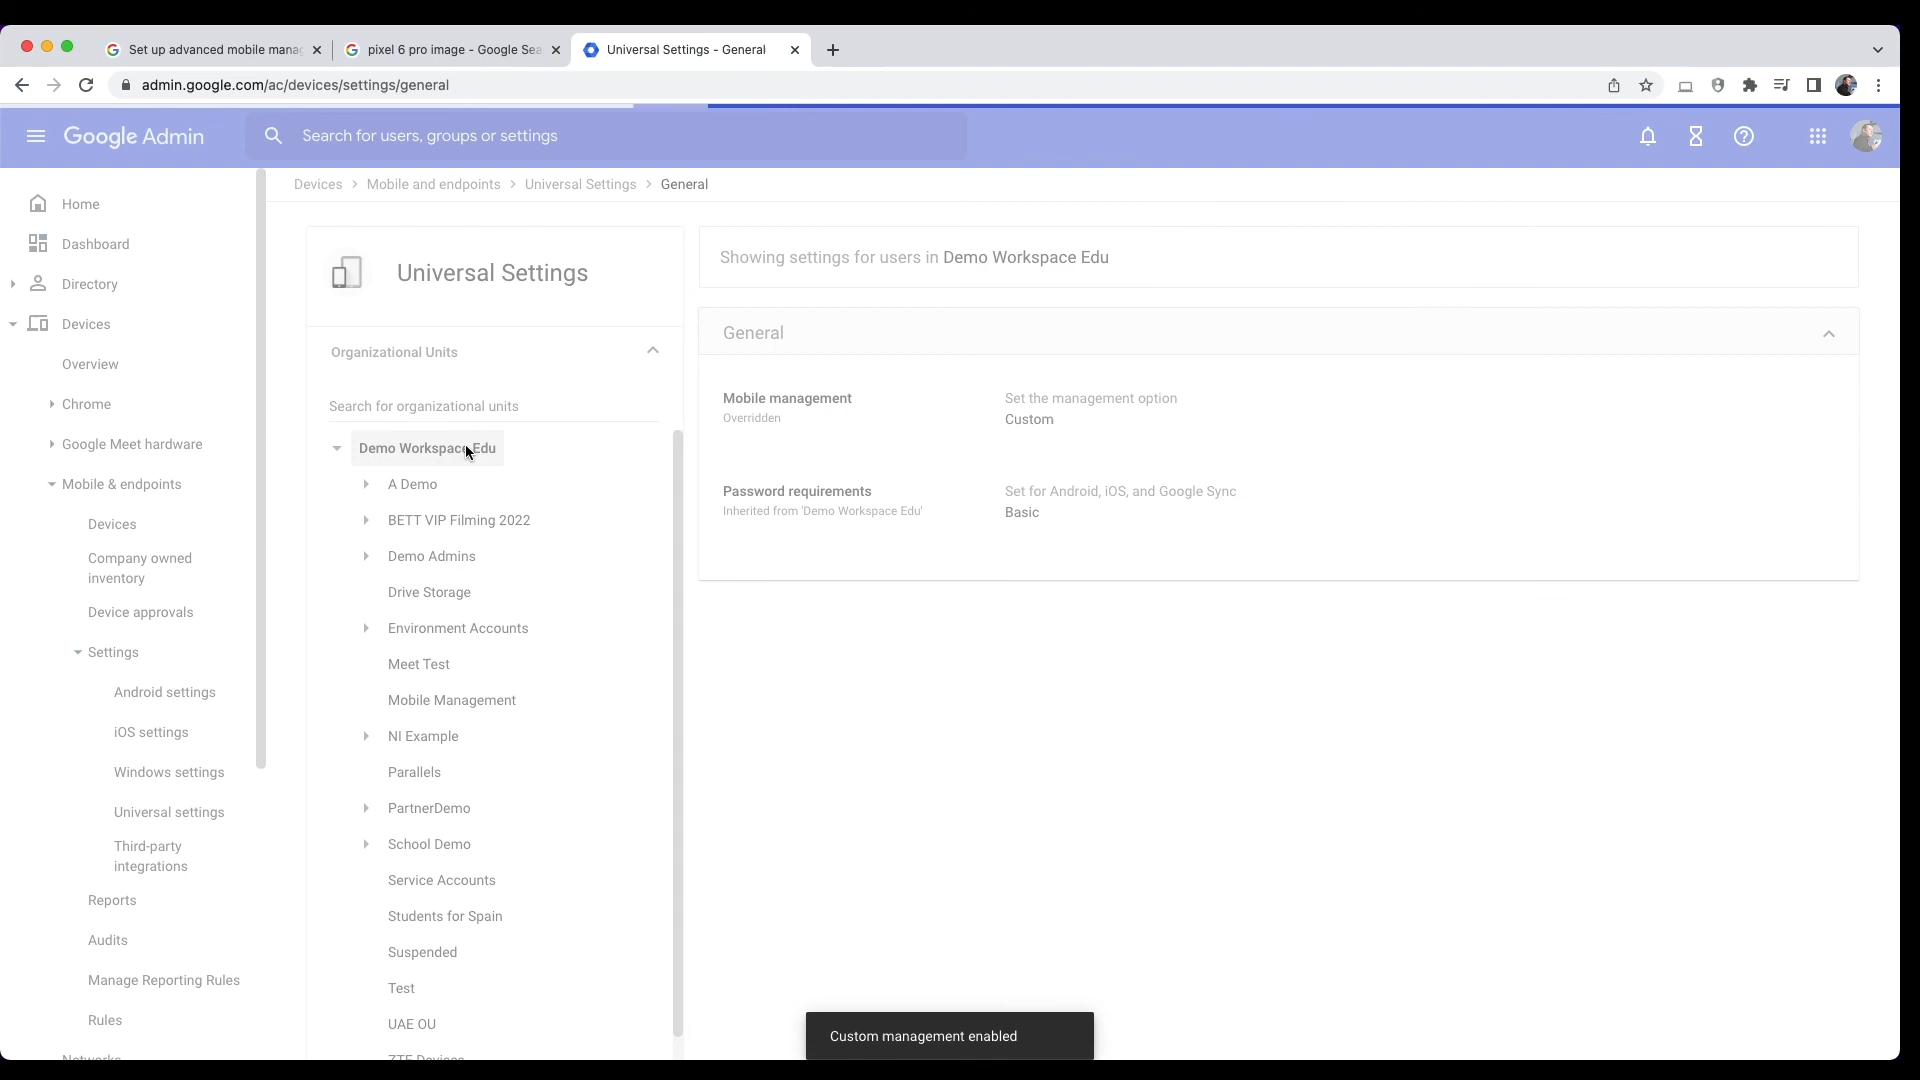 Set up advanced mobile manag
pixel 6 pro image - Google Sea
Universal Settings - General
admin.google.com/ac/devices/settings/general
Google Admin
Search for users, groups or settings
Devices > Mobile and endpoints > Universal Settings > General
Home
Dashboard
Directory
Devices
Overview
Chrome
Google Meet hardware
Mobile & endpoints
Devices
Company owned
inventory
Device approvals
Settings
Android settings
iOS settings
Windows settings
Universal settings
Third-party
integrations
Reports
Audits
Manage Reporting Rules
Rules
Networks
Universal Settings
Organizational Units
Search for organizational units
Demo Workspace Edu
A Demo
BETT VIP Filming 2022
Demo Admins
Drive Storage
Environment Accounts
Meet Test
Mobile Management
NI Example
Parallels
PartnerDemo
School Demo
Service Accounts
Students for Spain
Suspended
Test
UAE OU
ZTE Devices
Showing settings for users in Demo Workspace Edu
General
Mobile management
Overridden
Set the management option
Custom
Password requirements
Inherited from 'Demo Workspace Edu'
Set for Android, iOS, and Google Sync
Basic
Custom management enabled